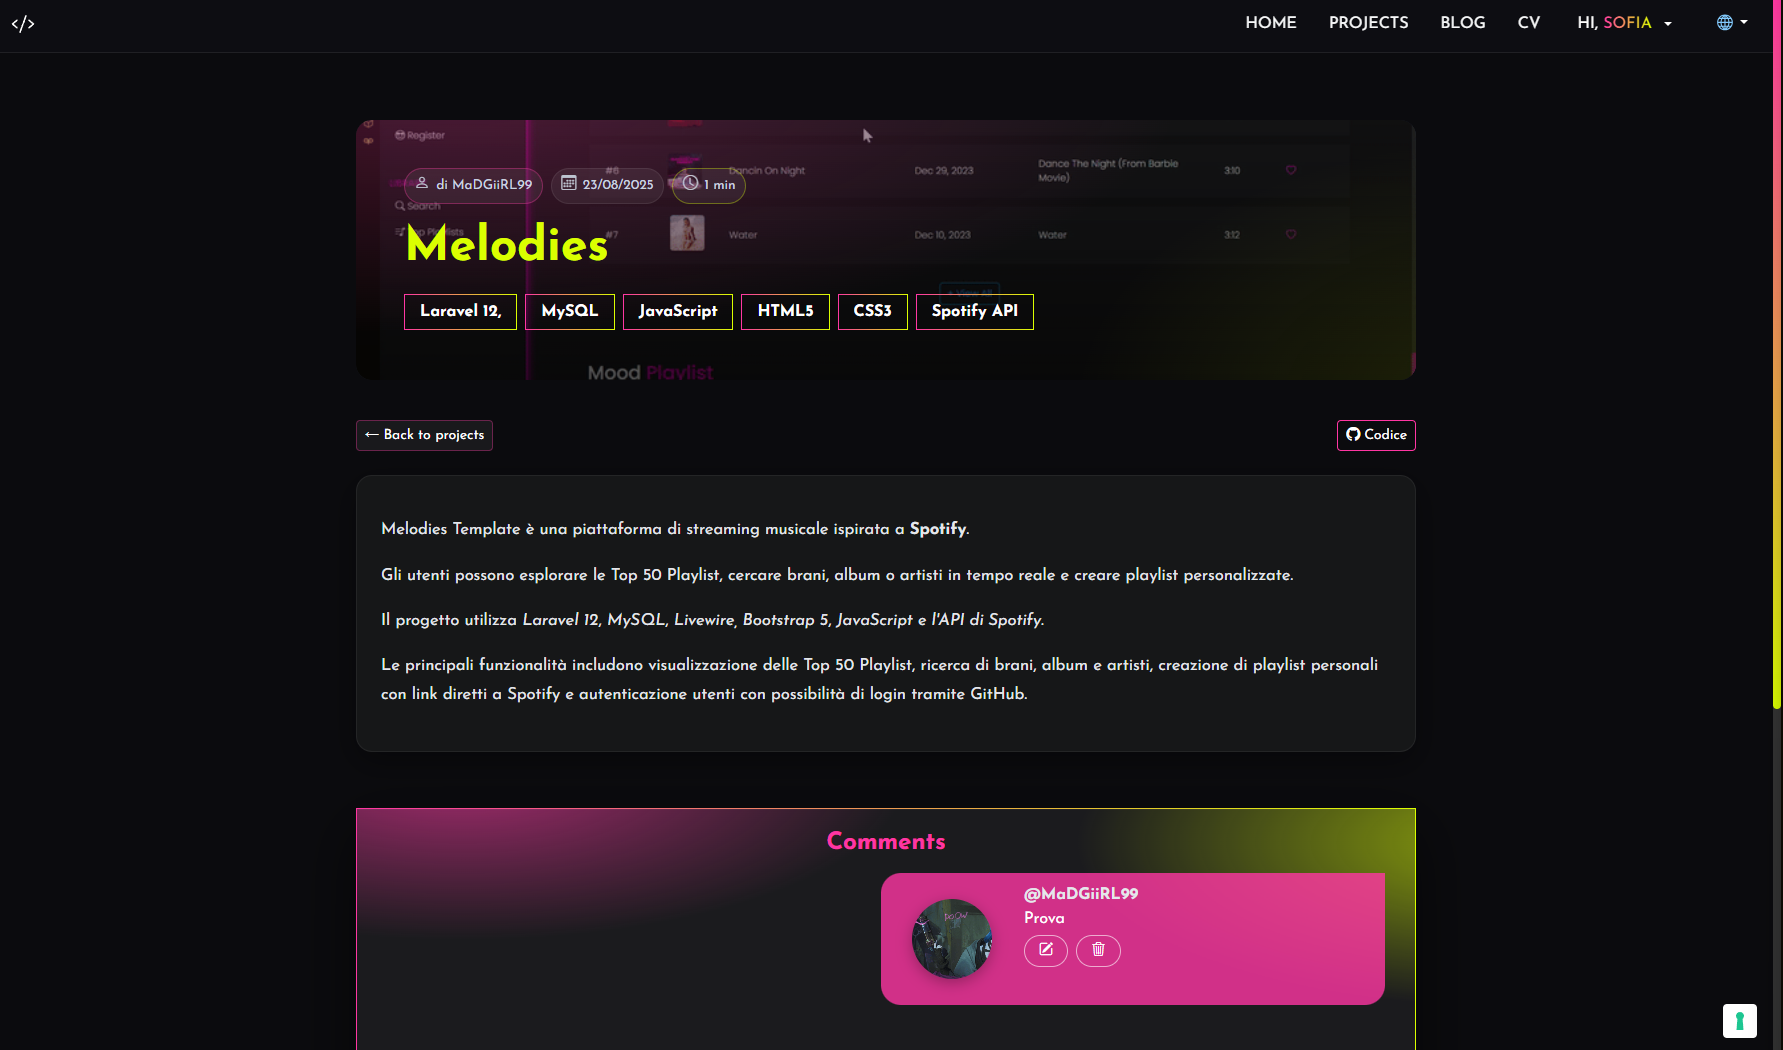 </>
HOME PROJECTS BLOG CV HI, SOFIA
Register
#6 Dancin On Night Dec 29, 2023 Dance The Night (From Barbie Movie) 3:10
di MaDGiiRL99 23/08/2025 1 min
Search
Top Playlists #7 Water Dec 10, 2023 Water 3:12
Melodies
+ View All
Laravel 12, MySQL JavaScript HTML5 CSS3 Spotify API
Mood Playlist
← Back to projects
Codice
Melodies Template è una piattaforma di streaming musicale ispirata a Spotify.
Gli utenti possono esplorare le Top 50 Playlist, cercare brani, album o artisti in tempo reale e creare playlist personalizzate.
Il progetto utilizza Laravel 12, MySQL, Livewire, Bootstrap 5, JavaScript e l'API di Spotify.
Le principali funzionalità includono visualizzazione delle Top 50 Playlist, ricerca di brani, album e artisti, creazione di playlist personali
con link diretti a Spotify e autenticazione utenti con possibilità di login tramite GitHub.
Comments
@MaDGiiRL99
Prova